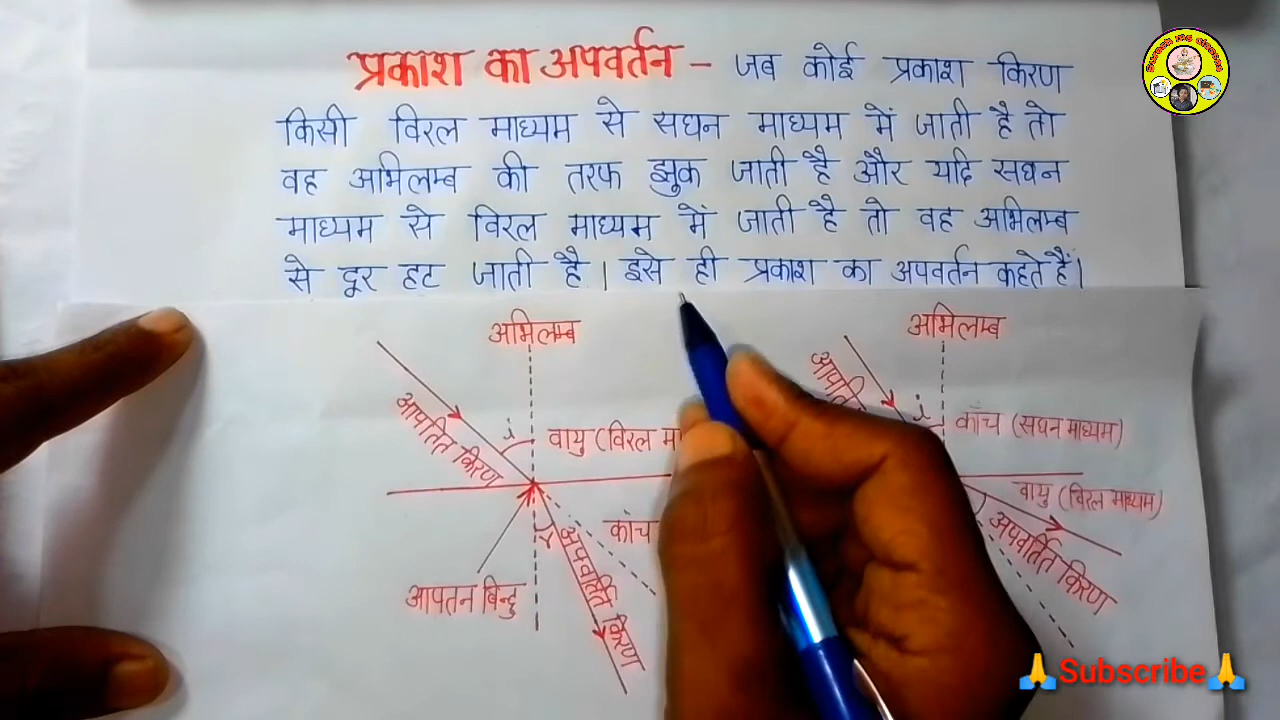 प्रकाश का अपवर्तन – जब कोई प्रकाश किरण
किसी विरल माध्यम से सघन माध्यम में जाती है तो
वह अभिलम्ब की तरफ झुक जाती है और यदि सघन
माध्यम से विरल माध्यम में जाती है तो वह अभिलम्ब
से दूर हट जाती है। इसे ही प्रकाश का अपवर्तन कहते हैं।
अभिलम्ब
आपतित किरण
i
वायु (विरल
काँच
r
अपवर्तित किरण
आपतन बिन्दु
अभिलम्ब
i
काँच (सघन माध्यम)
वायु (विरल माध्यम)
अपवर्तित किरण
🙏Subscribe🙏